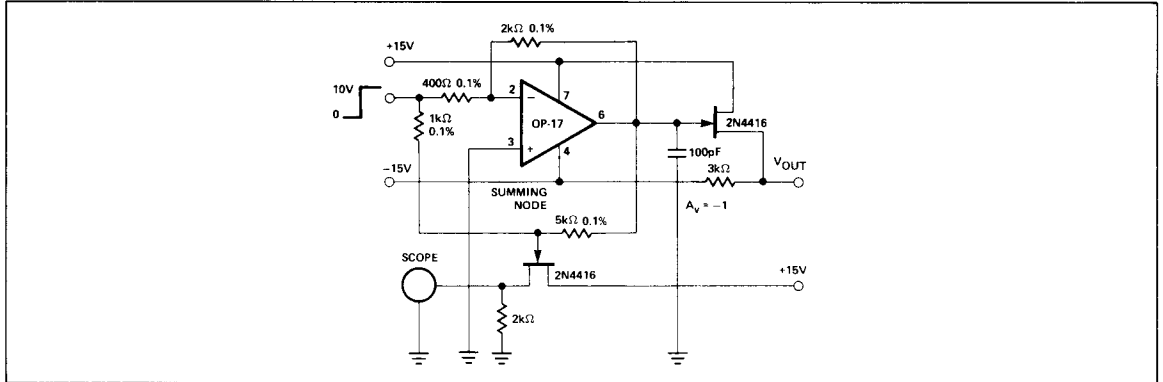 2kΩ 0.1%
+15V
10V
0
400Ω 0.1%
1kΩ
0.1%
2
−
7
OP-17
6
3
+
4
2N4416
100pF
3kΩ
VOUT
−15V
SUMMING
NODE
Av = −1
5kΩ 0.1%
SCOPE
2N4416
+15V
2kΩ